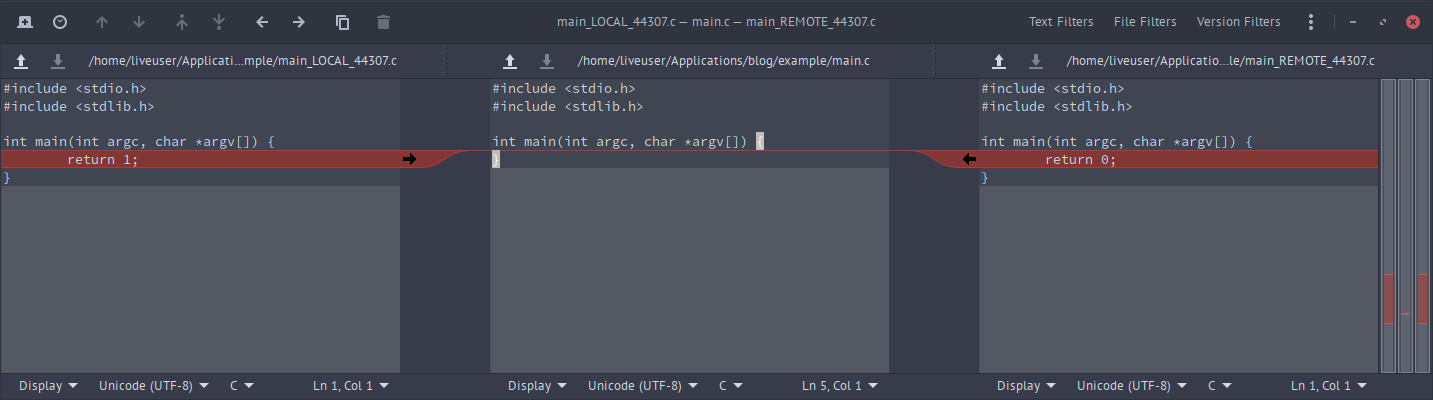 main_LOCAL_44307.c — main.c — main_REMOTE_44307.c
Text Filters
File Filters
Version Filters
/home/liveuser/Applicati…mple/main_LOCAL_44307.c
#include <stdio.h>
#include <stdlib.h>
int main(int argc, char *argv[]) {
return 1;
}
Display
Unicode (UTF-8)
C
Ln 1, Col 1
/home/liveuser/Applications/blog/example/main.c
#include <stdio.h>
#include <stdlib.h>
int main(int argc, char *argv[]) {
}
Display
Unicode (UTF-8)
C
Ln 5, Col 1
/home/liveuser/Applicatio…le/main_REMOTE_44307.c
#include <stdio.h>
#include <stdlib.h>
int main(int argc, char *argv[]) {
return 0;
}
Display
Unicode (UTF-8)
C
Ln 1, Col 1